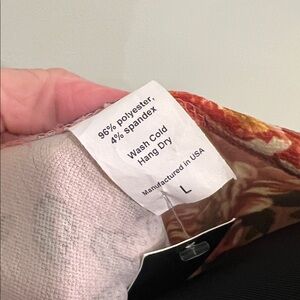 96% polyester,
4% spandex
Wash Cold
Hang Dry
Manufactured in USA
L